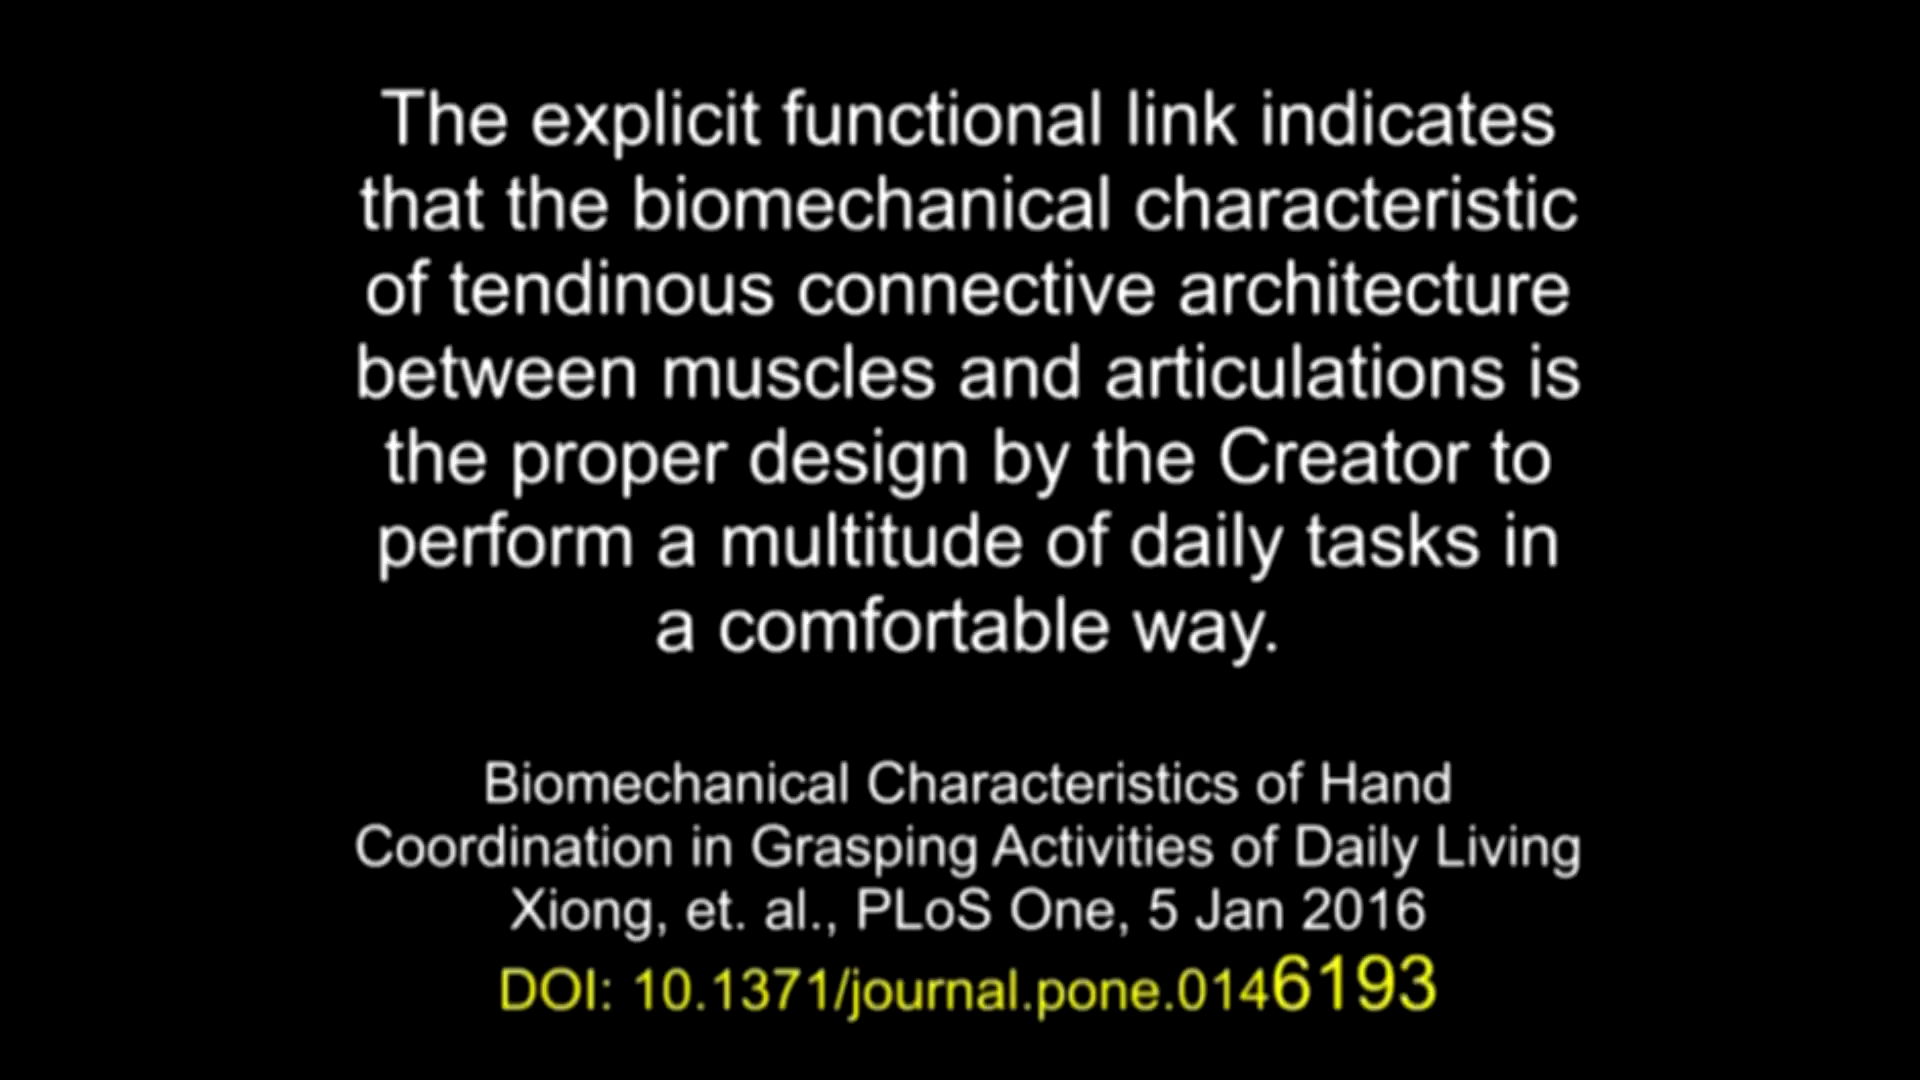 The explicit functional link indicates
that the biomechanical characteristic
of tendinous connective architecture
between muscles and articulations is
the proper design by the Creator to
perform a multitude of daily tasks in
a comfortable way.
Biomechanical Characteristics of Hand
Coordination in Grasping Activities of Daily Living
Xiong, et. al., PLoS One, 5 Jan 2016
DOI: 10.1371/journal.pone.0146193